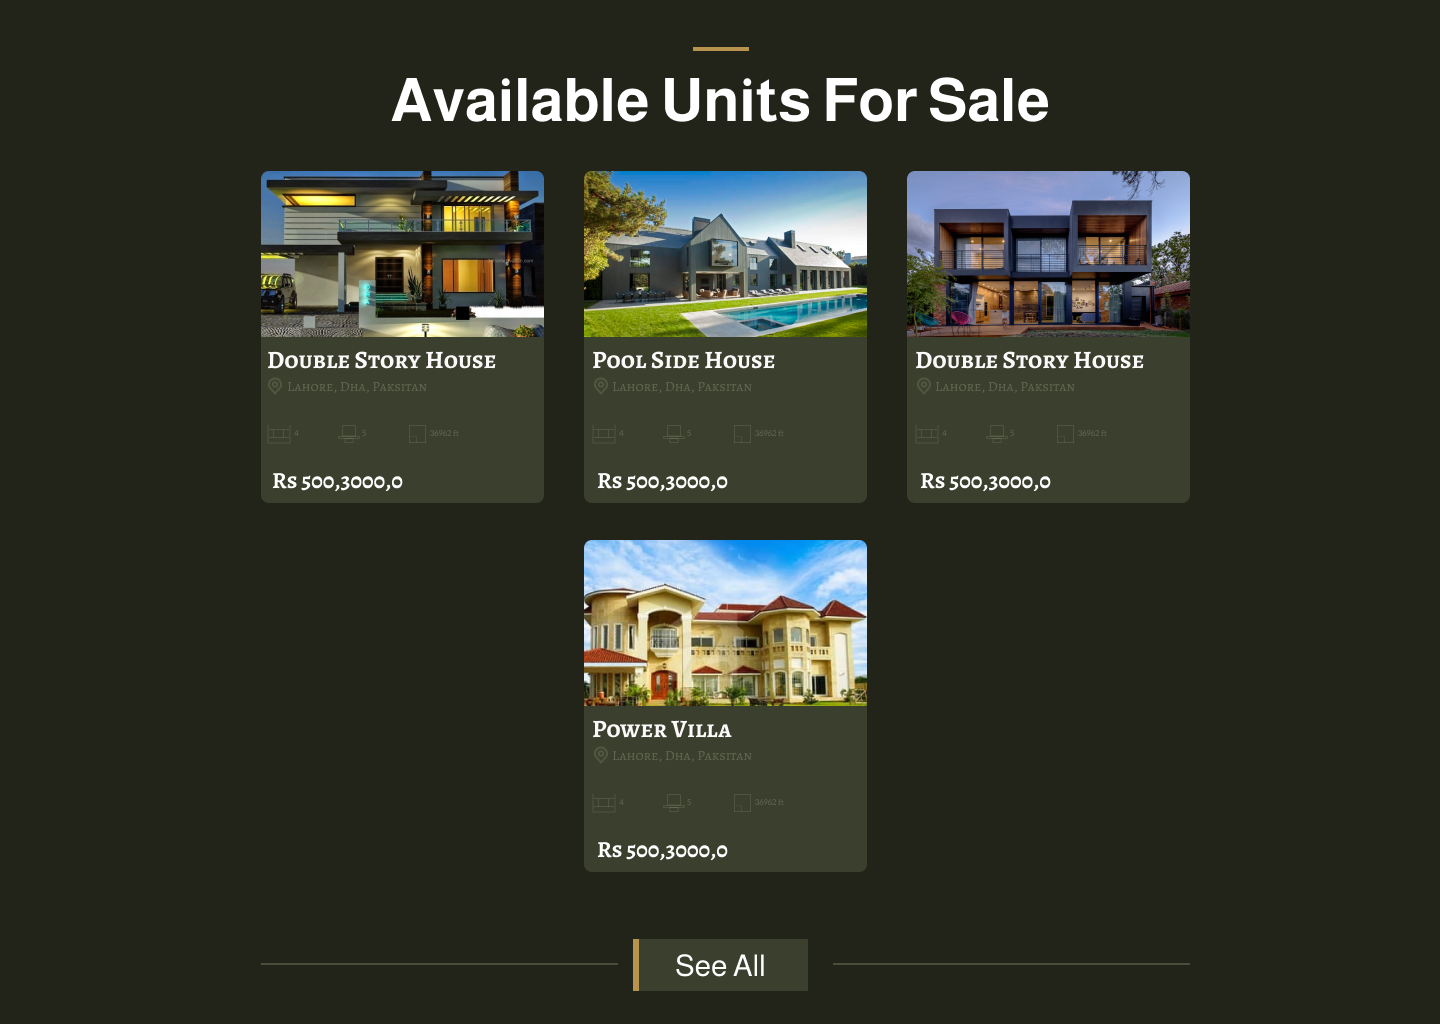 Available Units For Sale
Double Story House
Lahore, Dha, Paksitan
4 5 36962 ft
Rs 500,3000,0
Pool Side House
Lahore, Dha, Paksitan
4 5 36962 ft
Rs 500,3000,0
Double Story House
Lahore, Dha, Paksitan
4 5 36962 ft
Rs 500,3000,0
Power Villa
Lahore, Dha, Paksitan
4 5 36962 ft
Rs 500,3000,0
See All